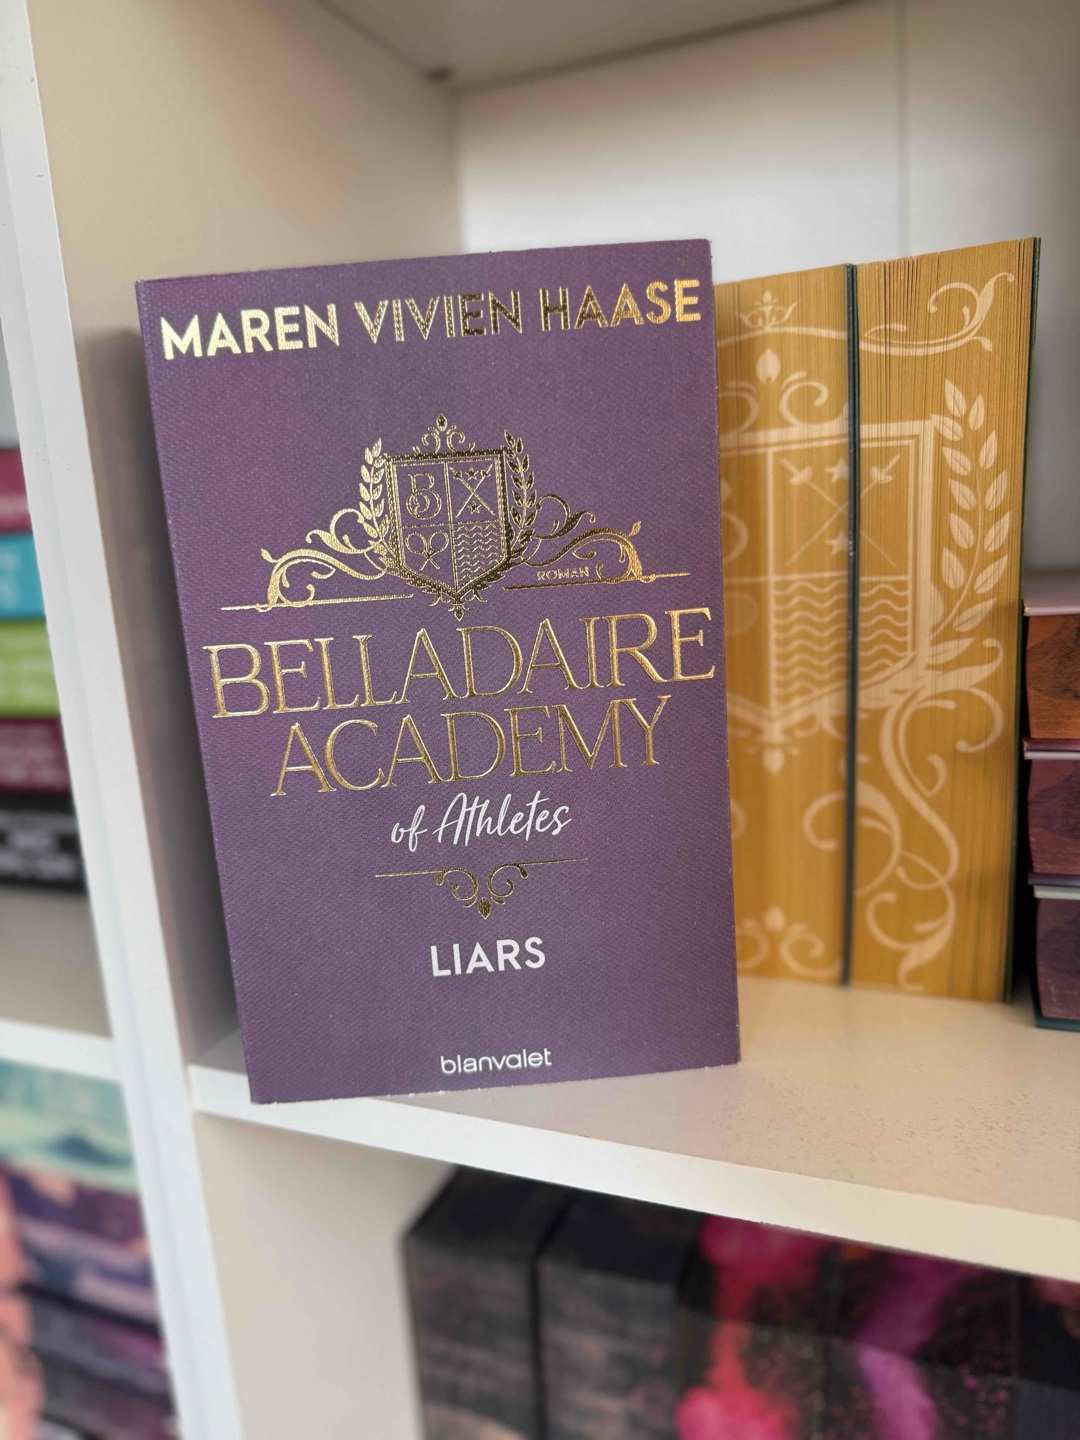 MAREN VIVIEN HAASE
B
ROMAN
BELLADAIRE
ACADEMY
of Athletes
LIARS
blanvalet